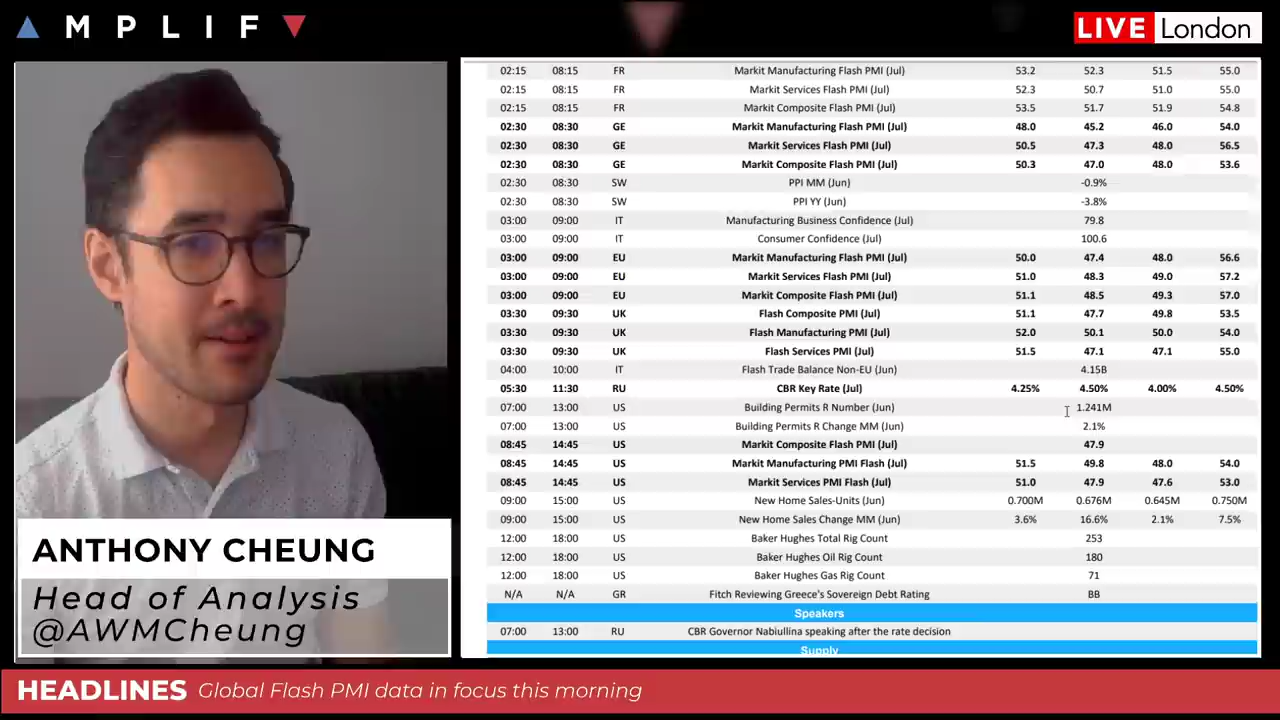 ▲ M P L I F ▼
LIVE London
02:15 08:15 FR Markit Manufacturing Flash PMI (Jul) 53.2 52.3 51.5 55.0
02:15 08:15 FR Markit Services Flash PMI (Jul) 52.3 50.7 51.0 55.0
02:15 08:15 FR Markit Composite Flash PMI (Jul) 53.5 51.7 51.9 54.8
02:30 08:30 GE Markit Manufacturing Flash PMI (Jul) 48.0 45.2 46.0 54.0
02:30 08:30 GE Markit Services Flash PMI (Jul) 50.5 47.3 48.0 56.5
02:30 08:30 GE Markit Composite Flash PMI (Jul) 50.3 47.0 48.0 53.6
02:30 08:30 SW PPI MM (Jun) -0.9%
02:30 08:30 SW PPI YY (Jun) -3.8%
03:00 09:00 IT Manufacturing Business Confidence (Jul) 79.8
03:00 09:00 IT Consumer Confidence (Jul) 100.6
03:00 09:00 EU Markit Manufacturing Flash PMI (Jul) 50.0 47.4 48.0 56.6
03:00 09:00 EU Markit Services Flash PMI (Jul) 51.0 48.3 49.0 57.2
03:00 09:00 EU Markit Composite Flash PMI (Jul) 51.1 48.5 49.3 57.0
03:30 09:30 UK Flash Composite PMI (Jul) 51.1 47.7 49.8 53.5
03:30 09:30 UK Flash Manufacturing PMI (Jul) 52.0 50.1 50.0 54.0
03:30 09:30 UK Flash Services PMI (Jul) 51.5 47.1 47.1 55.0
04:00 10:00 IT Flash Trade Balance Non-EU (Jun) 4.15B
05:30 11:30 RU CBR Key Rate (Jul) 4.25% 4.50% 4.00% 4.50%
07:00 13:00 US Building Permits R Number (Jun) 1.241M
07:00 13:00 US Building Permits R Change MM (Jun) 2.1%
08:45 14:45 US Markit Composite Flash PMI (Jul) 47.9
08:45 14:45 US Markit Manufacturing PMI Flash (Jul) 51.5 49.8 48.0 54.0
08:45 14:45 US Markit Services PMI Flash (Jul) 51.0 47.9 47.6 53.0
09:00 15:00 US New Home Sales-Units (Jun) 0.700M 0.676M 0.645M 0.750M
09:00 15:00 US New Home Sales Change MM (Jun) 3.6% 16.6% 2.1% 7.5%
12:00 18:00 US Baker Hughes Total Rig Count 253
12:00 18:00 US Baker Hughes Oil Rig Count 180
12:00 18:00 US Baker Hughes Gas Rig Count 71
N/A N/A GR Fitch Reviewing Greece's Sovereign Debt Rating BB
Speakers
07:00 13:00 RU CBR Governor Nabiullina speaking after the rate decision
Supply
ANTHONY CHEUNG
Head of Analysis
@AWMCheung
HEADLINES Global Flash PMI data in focus this morning